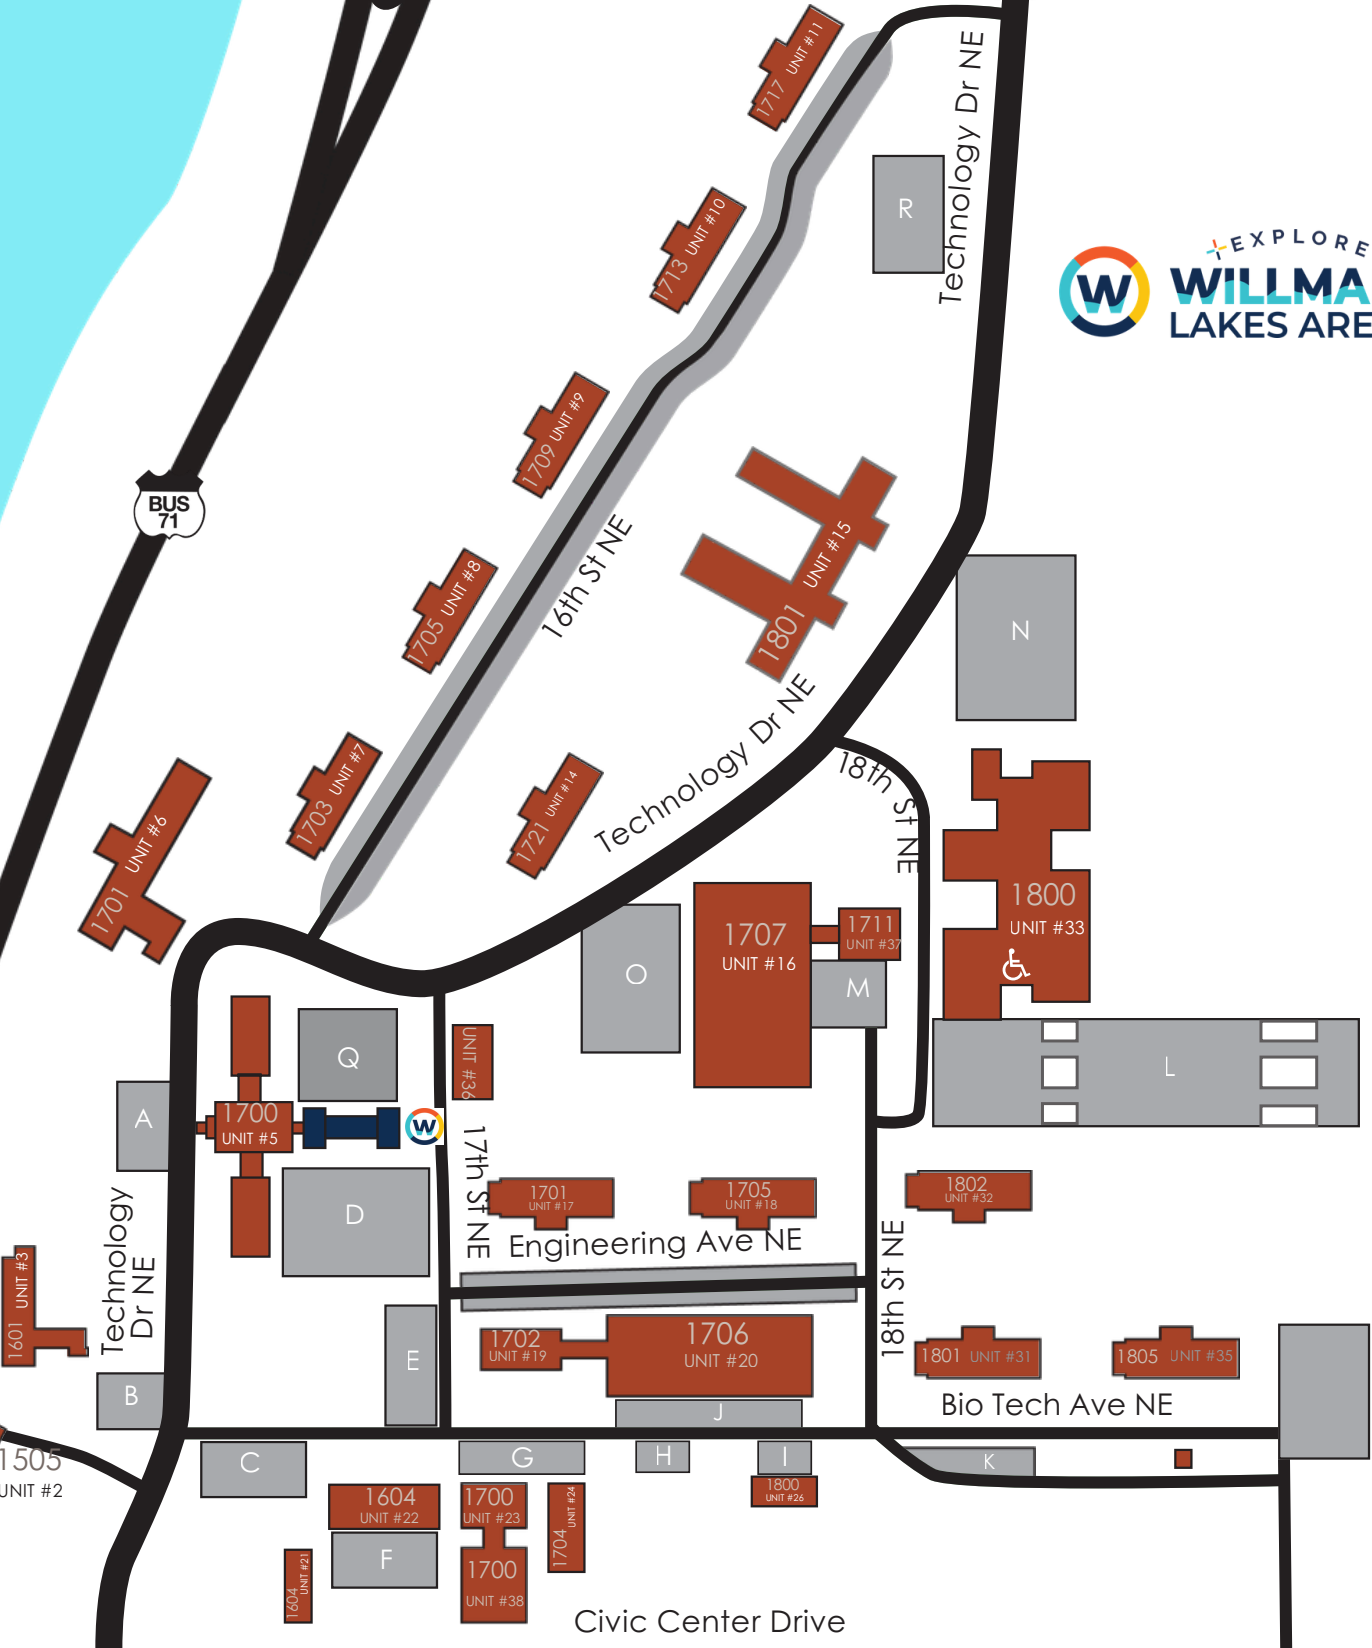 1717 UNIT #11
Technology Dr NE
R
EXPLORE
W
WILLMA
LAKES ARE
1713 UNIT #10
1709 UNIT #9
BUS
71
16th St NE
1801 UNIT #15
1705 UNIT #8
N
Technology Dr NE
1703 UNIT #7
1721 UNIT #14
18th St NE
1701 UNIT #6
1800
UNIT #33
1707
UNIT #16
1711
UNIT #37
O
M
Q
UNIT #36
L
A
1700
UNIT #5
W
17th St NE
D
1701
UNIT #17
1705
UNIT #18
1802
UNIT #32
Technology
Dr NE
Engineering Ave NE
18th St NE
1601 UNIT #3
E
1702
UNIT #19
1706
UNIT #20
1801 UNIT #31
1805 UNIT #35
B
J
Bio Tech Ave NE
1505
UNIT #2
C
G
H
I
K
1604
UNIT #22
1700
UNIT #23
1704 UNIT #24
1800
UNIT #26
F
1604 UNIT #21
1700
UNIT #38
Civic Center Drive